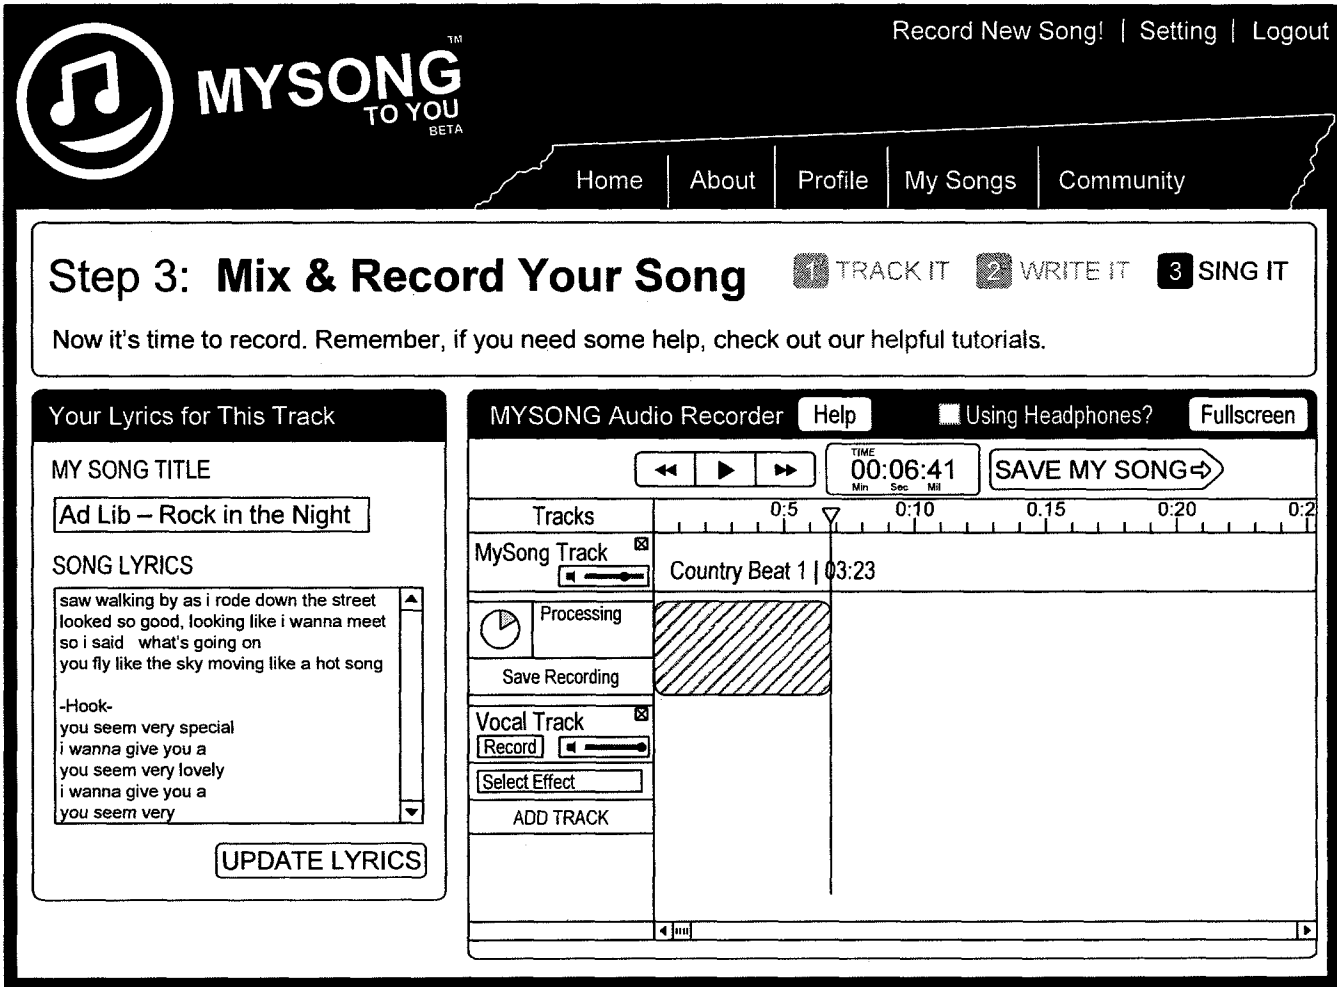 Record New Song! | Setting | Logout
MYSONG™
TO YOU
BETA
Home | About | Profile | My Songs | Community
Step 3: Mix & Record Your Song
1 TRACK IT 2 WRITE IT 3 SING IT
Now it's time to record. Remember, if you need some help, check out our helpful tutorials.
Your Lyrics for This Track
MY SONG TITLE
Ad Lib – Rock in the Night
SONG LYRICS
saw walking by as i rode down the street
looked so good, looking like i wanna meet
so i said what's going on
you fly like the sky moving like a hot song
-Hook-
you seem very special
i wanna give you a
you seem very lovely
i wanna give you a
you seem very
UPDATE LYRICS
MYSONG Audio Recorder Help Using Headphones? Fullscreen
TIME
00:06:41
Min Sec Mil
SAVE MY SONG
Tracks 0:5 0:10 0.15 0:20 0:2
MySong Track
Country Beat 1 | 03:23
Processing
Save Recording
Vocal Track
Record
Select Effect
ADD TRACK